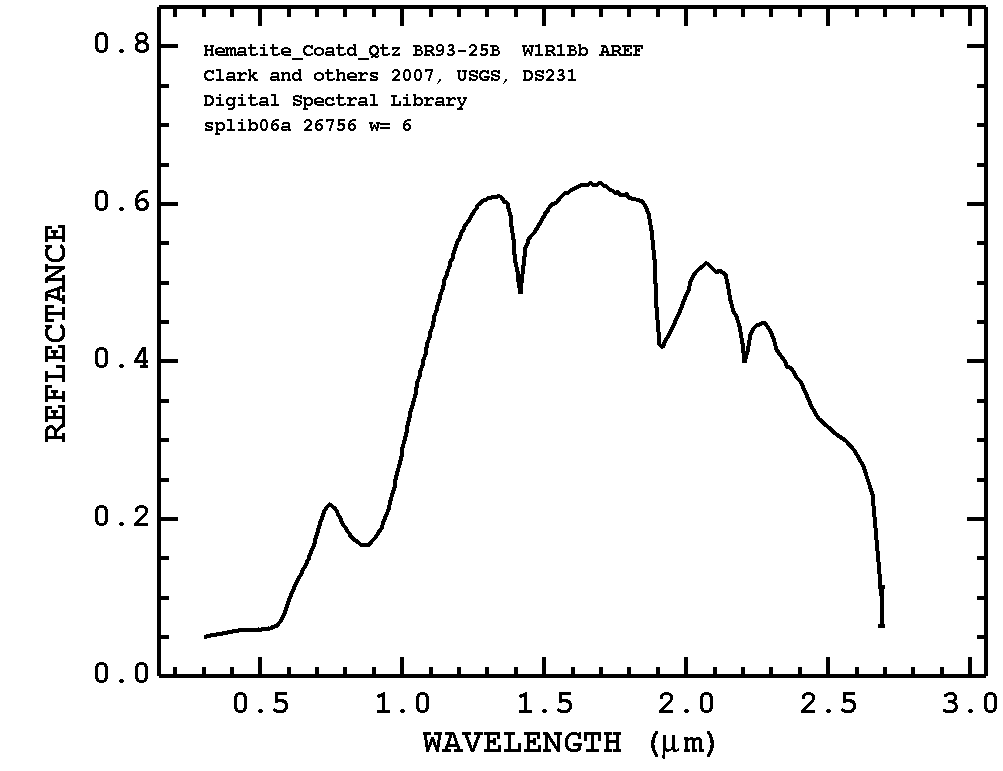 Hematite_Coatd_Qtz BR93-25B W1R1Bb AREF
Clark and others 2007, USGS, DS231
Digital Spectral Library
splib06a 26756 w= 6
REFLECTANCE
0.8
0.6
0.4
0.2
0.0
0.5 1.0 1.5 2.0 2.5 3.0
WAVELENGTH (μm)